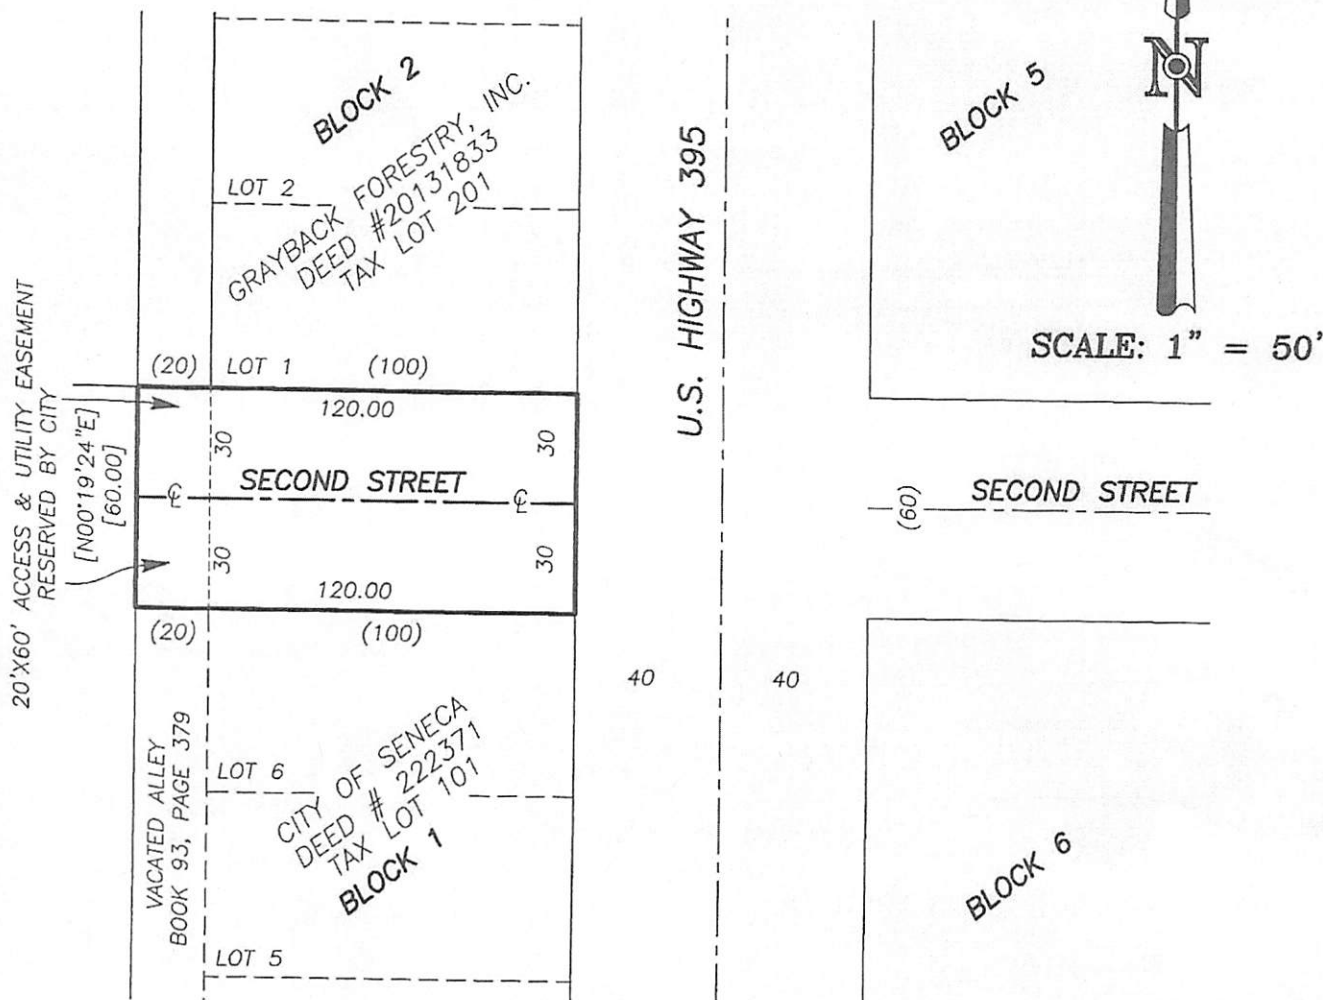 BLOCK 2
GRAYBACK FORESTRY, INC.
DEED #20131833
TAX LOT 201
LOT 2
BLOCK 5
N
SCALE: 1" = 50'
U.S. HIGHWAY 395
20'X60' ACCESS & UTILITY EASEMENT
RESERVED BY CITY
[N00°19'24"E]
[60.00]
(20) LOT 1 (100)
120.00
30 30
℄ SECOND STREET ℄
30 30
120.00
(20) (100)
(60) SECOND STREET
40 40
VACATED ALLEY
BOOK 93, PAGE 379
LOT 6
CITY OF SENECA
DEED # 222371
TAX LOT 101
BLOCK 1
LOT 5
BLOCK 6